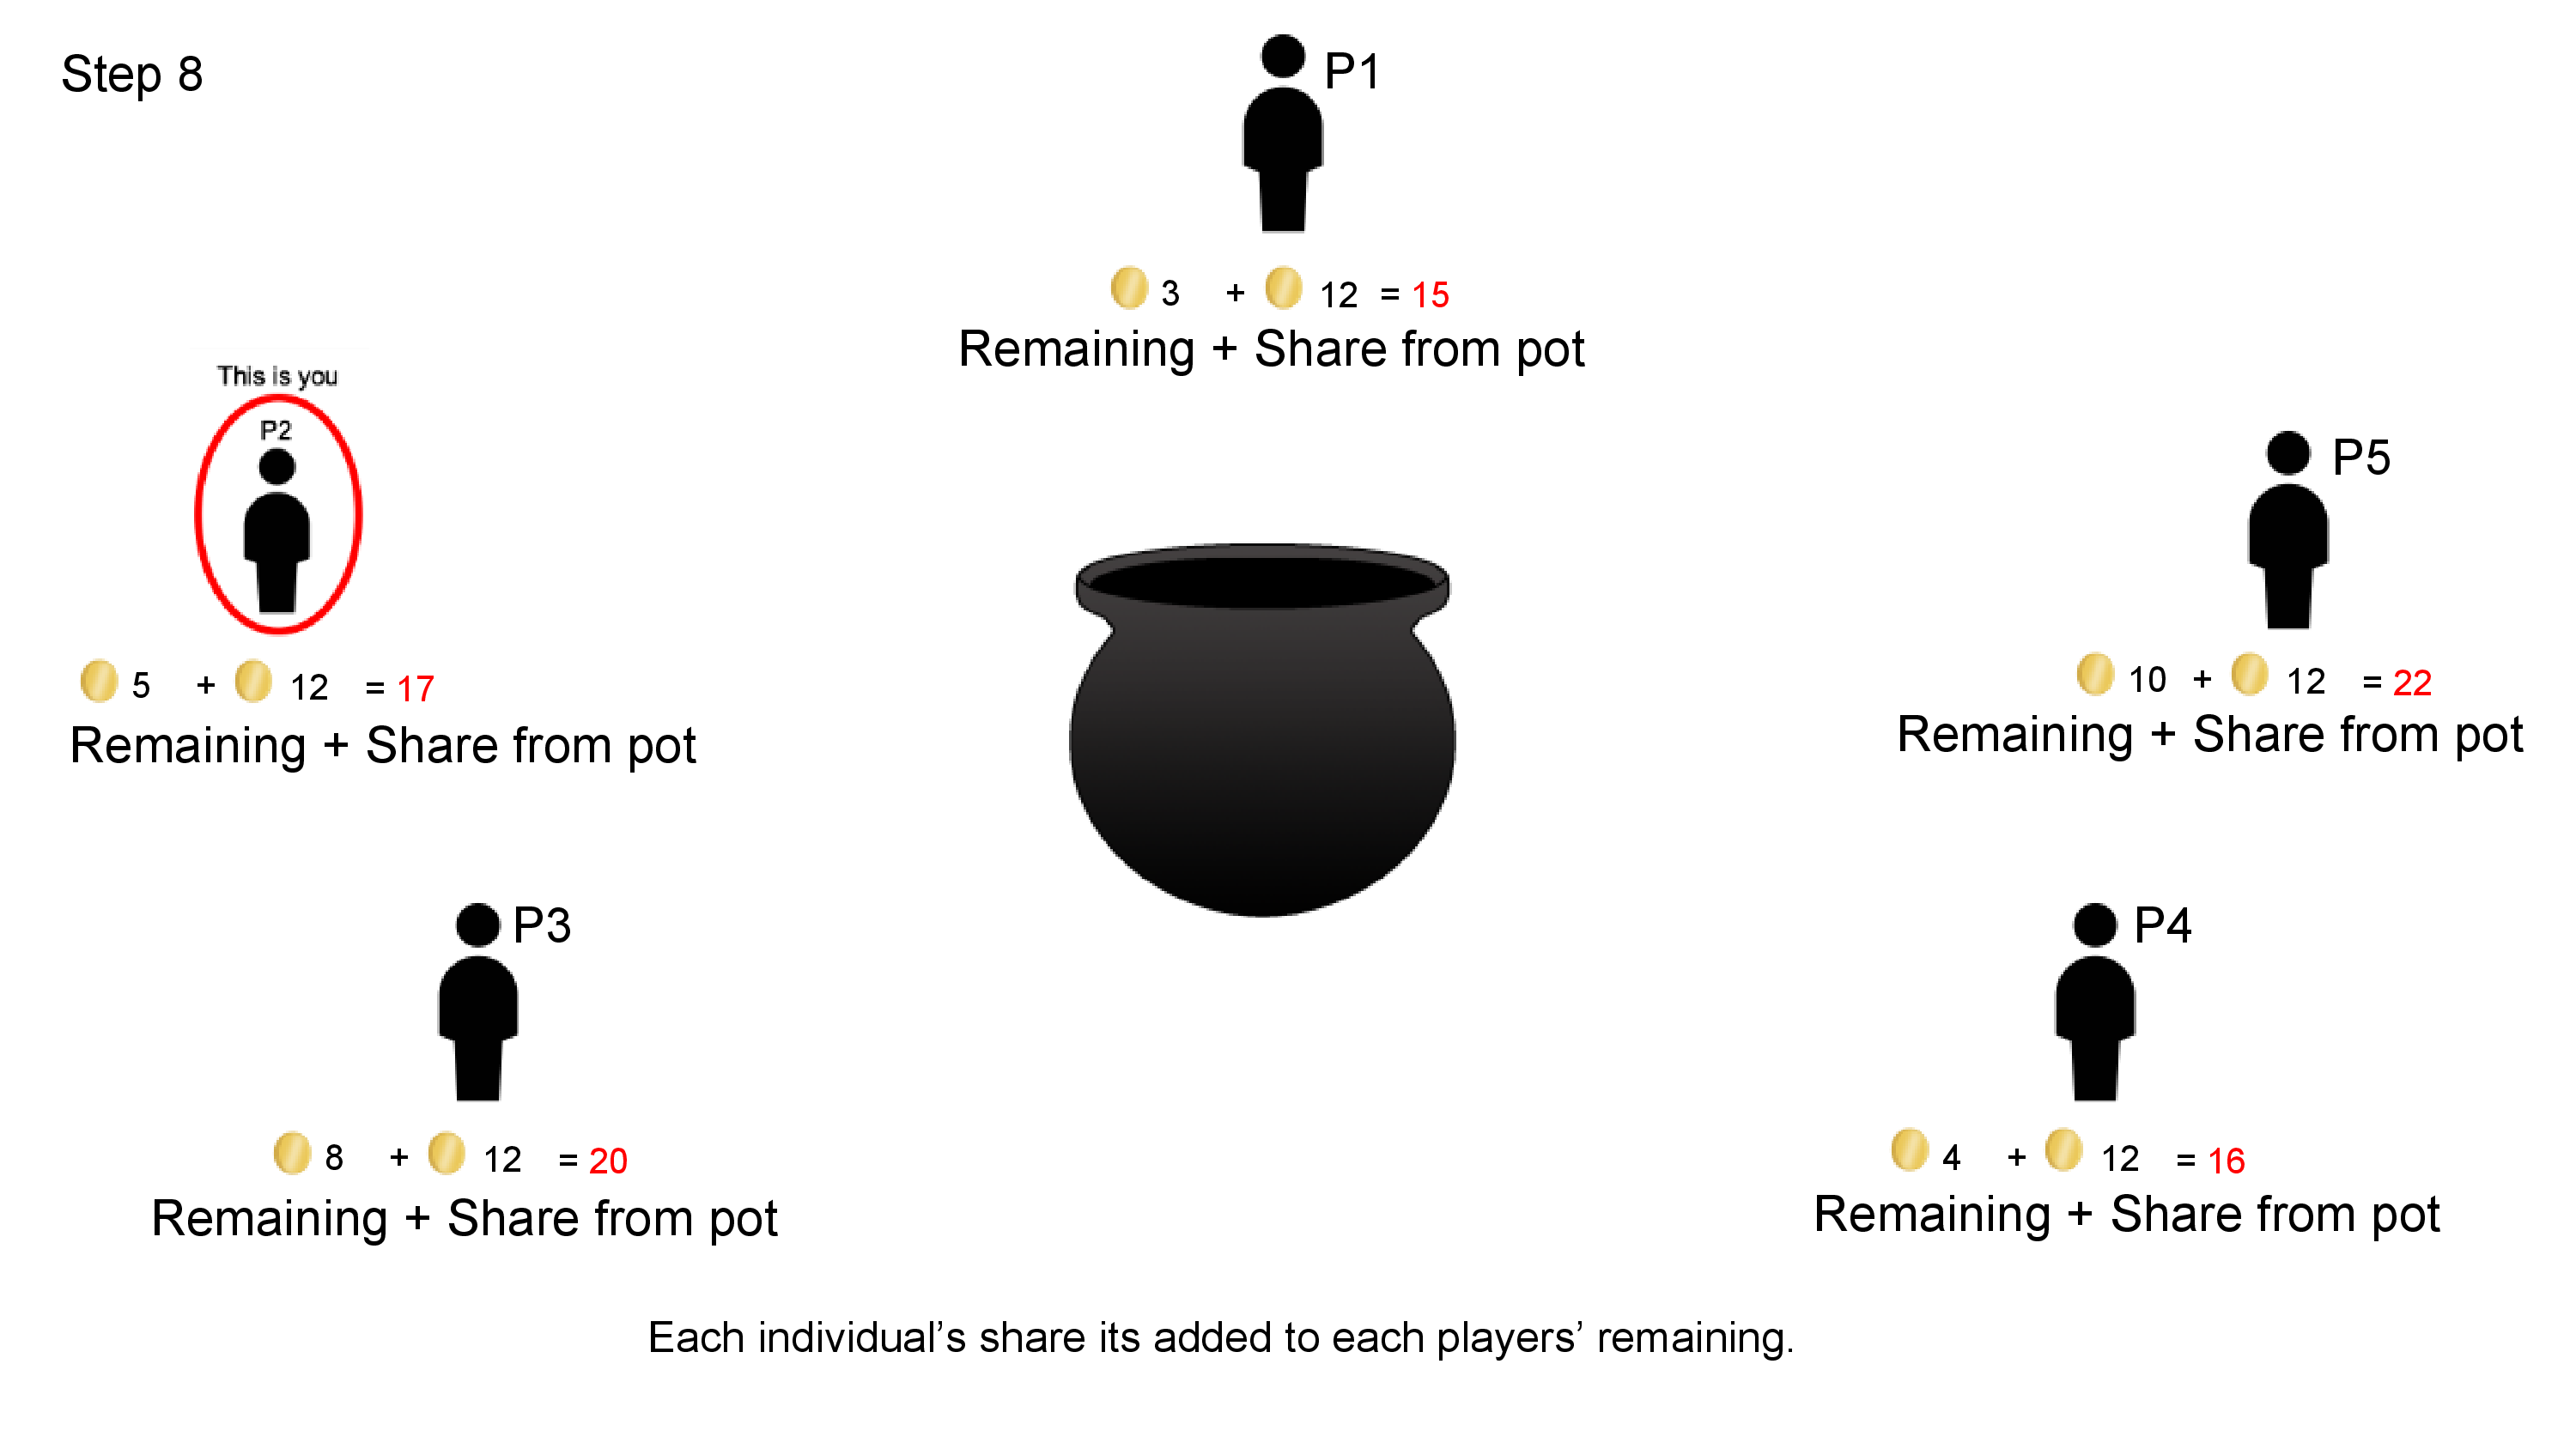 Step 8
P1
3 + 12 = 15
Remaining + Share from pot
This is you
P2
5 + 12 = 17
Remaining + Share from pot
P5
10 + 12 = 22
Remaining + Share from pot
P3
8 + 12 = 20
Remaining + Share from pot
P4
4 + 12 = 16
Remaining + Share from pot
Each individual’s share its added to each players’ remaining.